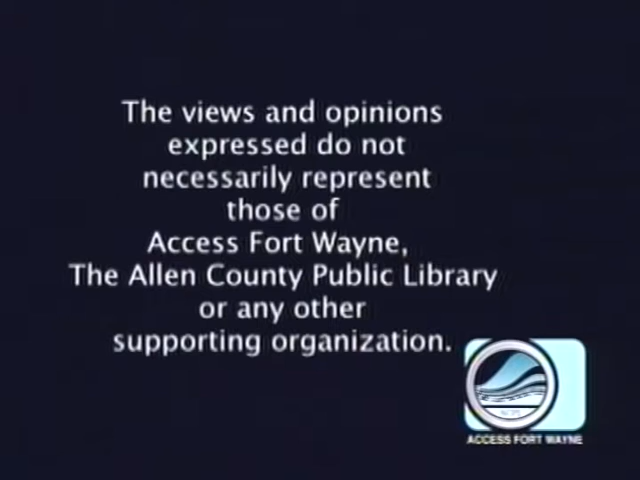 The views and opinions
expressed do not
necessarily represent
those of
Access Fort Wayne,
The Allen County Public Library
or any other
supporting organization.
ACCESS FORT WAYNE